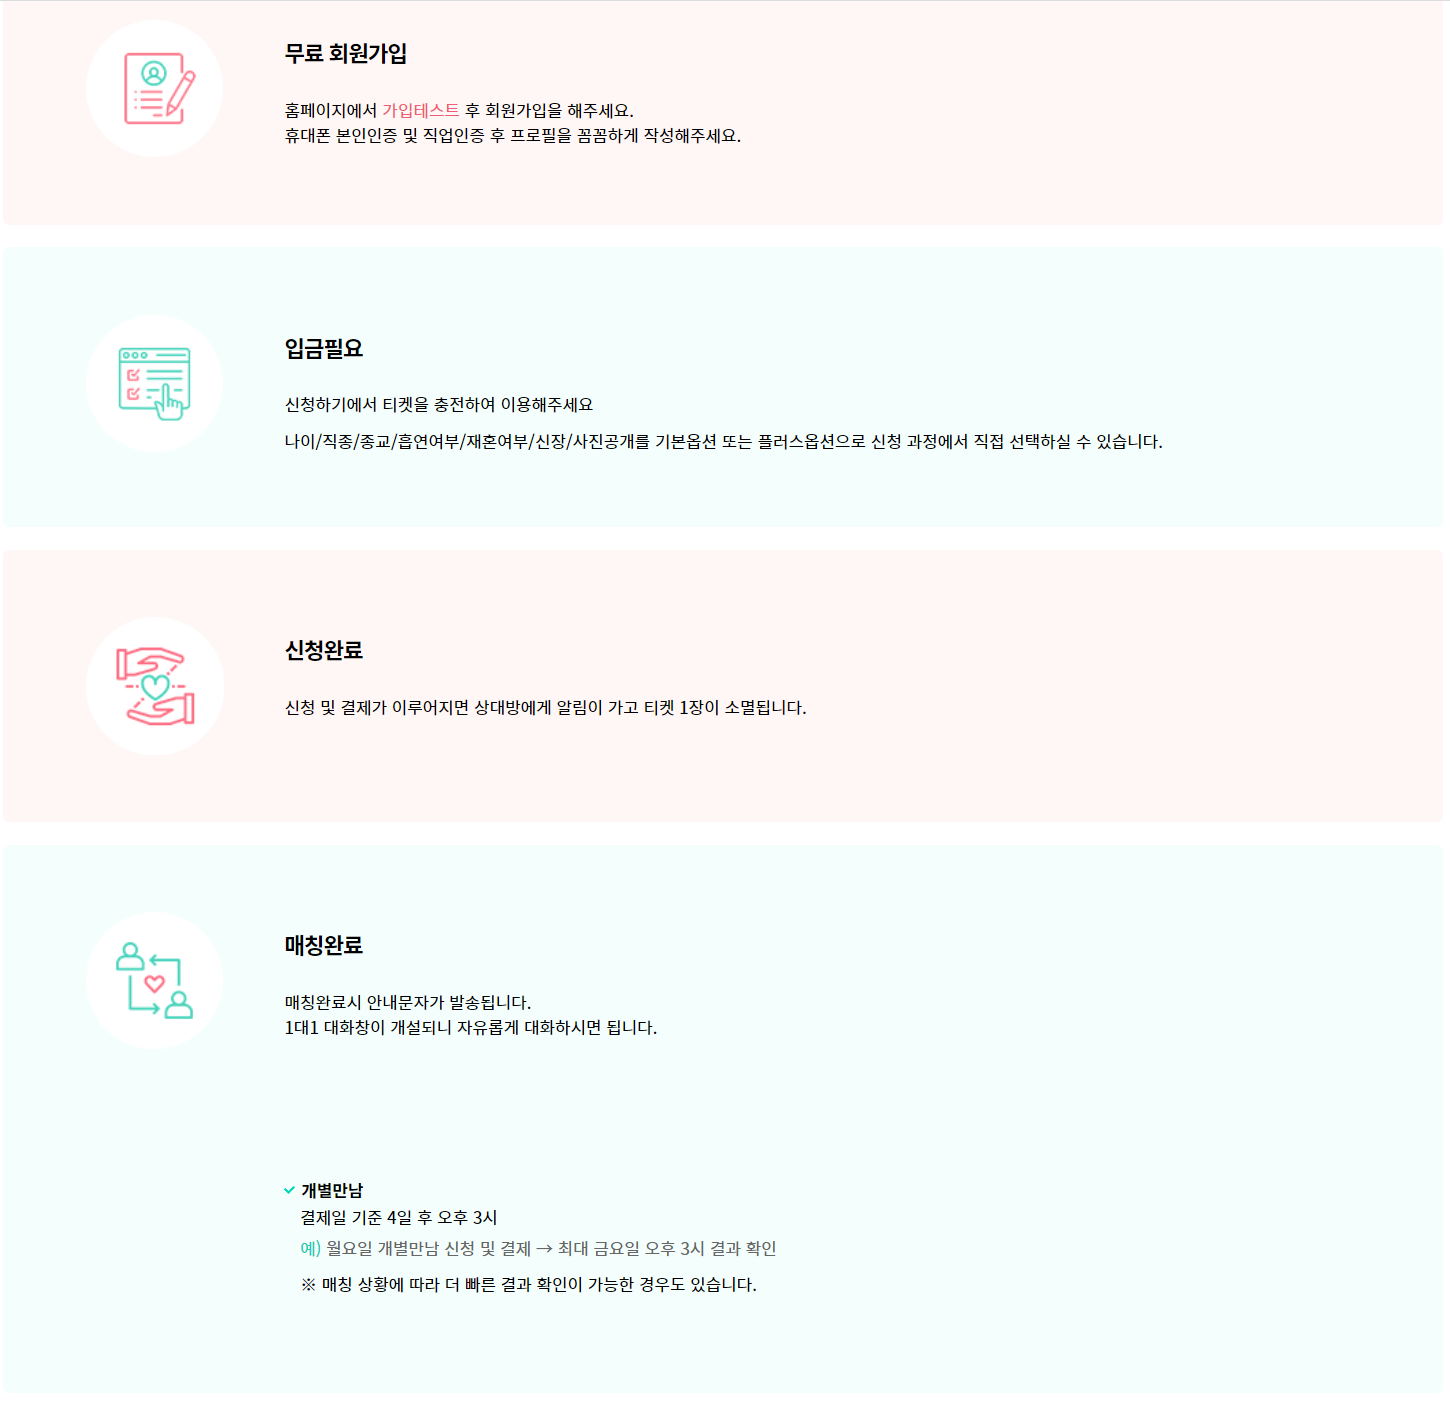 무료 회원가입
홈페이지에서 가입테스트 후 회원가입을 해주세요.
휴대폰 본인인증 및 직업인증 후 프로필을 꼼꼼하게 작성해주세요.
입금필요
신청하기에서 티켓을 충전하여 이용해주세요
나이/직종/종교/흡연여부/재혼여부/신장/사진공개를 기본옵션 또는 플러스옵션으로 신청 과정에서 직접 선택하실 수 있습니다.
신청완료
신청 및 결제가 이루어지면 상대방에게 알림이 가고 티켓 1장이 소멸됩니다.
매칭완료
매칭완료시 안내문자가 발송됩니다.
1대1 대화창이 개설되니 자유롭게 대화하시면 됩니다.
개별만남
결제일 기준 4일 후 오후 3시
예) 월요일 개별만남 신청 및 결제 → 최대 금요일 오후 3시 결과 확인
※ 매칭 상황에 따라 더 빠른 결과 확인이 가능한 경우도 있습니다.